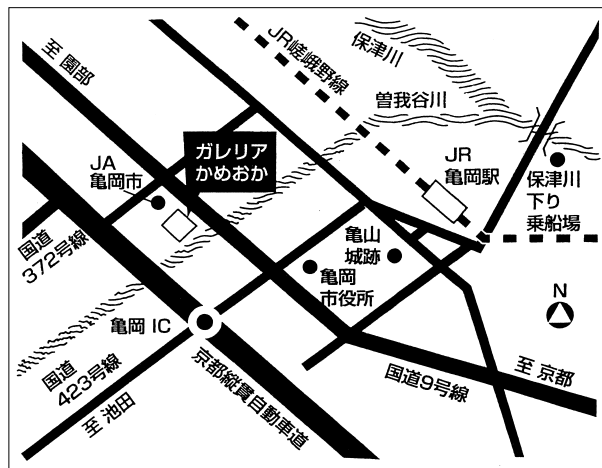 至 園部
JR嵯峨野線
保津川
曽我谷川
ガレリア
かめおか
JA
亀岡市
JR
亀岡駅
保津川
下り
乗船場
国道
372号線
亀山
城跡
亀岡
市役所
N
亀岡 IC
国道
423号線
至 池田
京都縦貫自動車道
国道9号線
至 京都